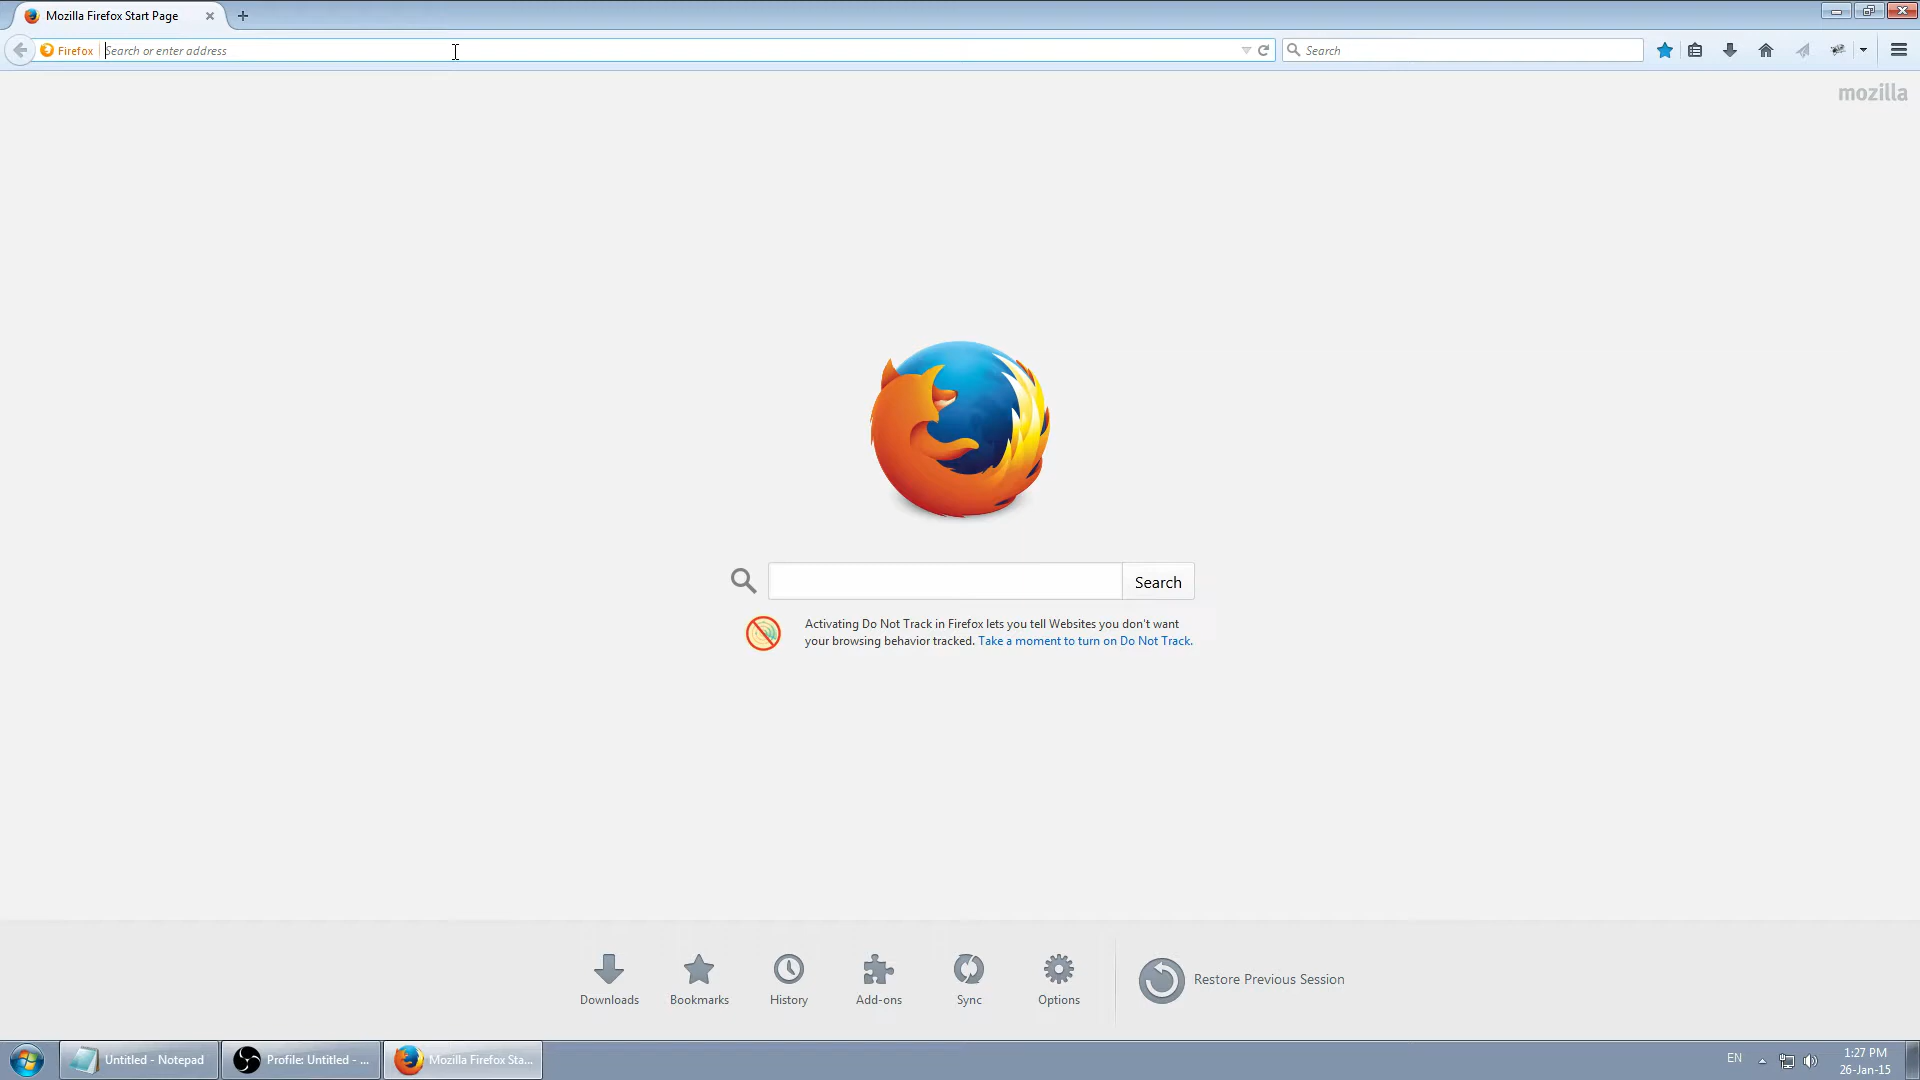 Mozilla Firefox Start Page
Firefox
Search or enter address
Search
mozilla
Search
Activating Do Not Track in Firefox lets you tell Websites you don't want
your browsing behavior tracked. Take a moment to turn on Do Not Track.
Downloads
Bookmarks
History
Add-ons
Sync
Options
Restore Previous Session
Untitled - Notepad
Profile: Untitled - ...
Mozilla Firefox Sta...
EN
1:27 PM
26-Jan-15